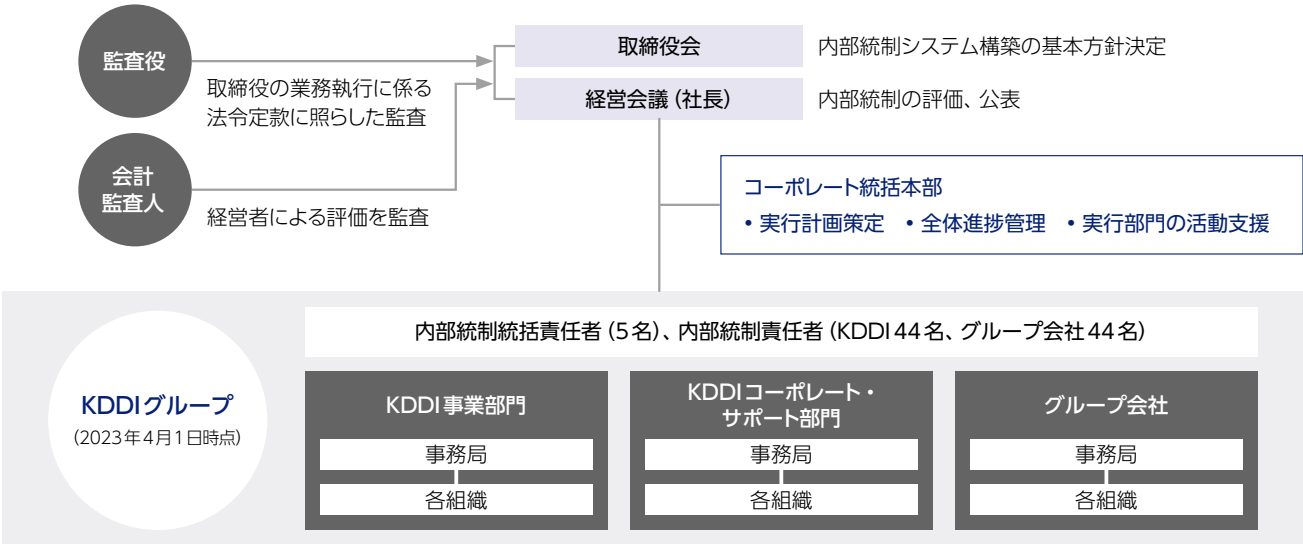 監査役
取締役の業務執行に係る
法令定款に照らした監査
会計
監査人
経営者による評価を監査
取締役会
内部統制システム構築の基本方針決定
経営会議（社長）
内部統制の評価、公表
コーポレート統括本部
• 実行計画策定 • 全体進捗管理 • 実行部門の活動支援
KDDIグループ
（2023年4月1日時点）
内部統制統括責任者（5名）、内部統制責任者（KDDI 44名、グループ会社 44名）
KDDI事業部門
事務局
各組織
KDDIコーポレート・
サポート部門
事務局
各組織
グループ会社
事務局
各組織